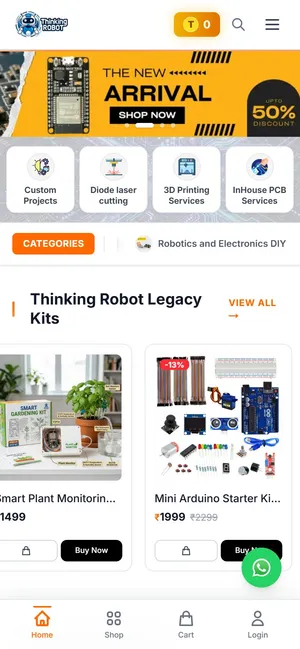 Thinking
ROBOT
T 0
THE NEW
ARRIVAL
SHOP NOW
UPTO
50%
DISCOUNT
Custom
Projects
Diode laser
cutting
3D Printing
Services
InHouse PCB
Services
CATEGORIES
Robotics and Electronics DIY
Thinking Robot Legacy
Kits
VIEW ALL
→
SMART
GARDENING KIT
-13%
Smart Plant Monitorin...
1499
Buy Now
Mini Arduino Starter Ki...
₹1999 ₹2299
Buy
Home
Shop
Cart
Login